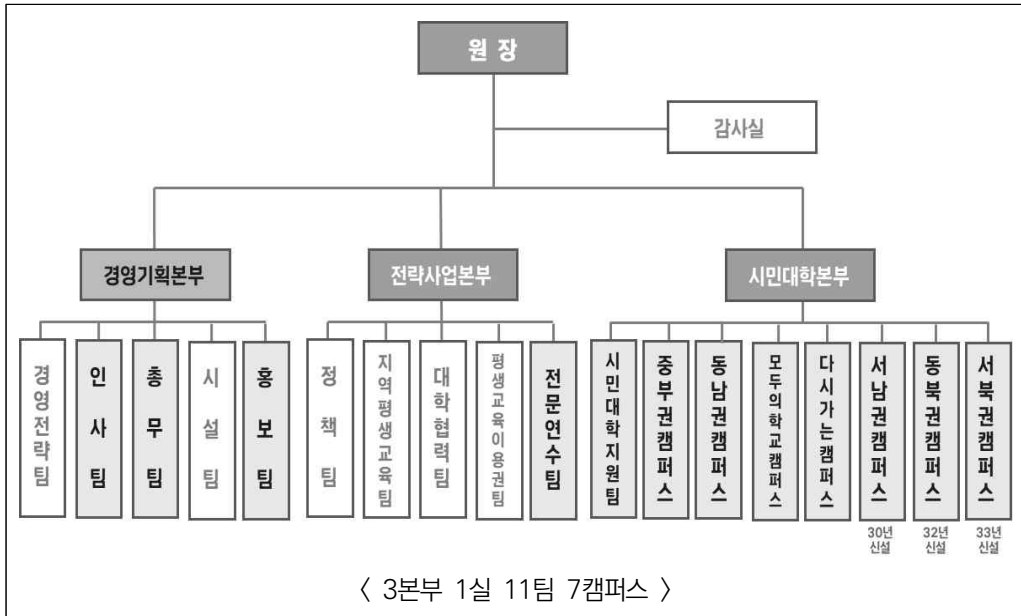 원 장
감사실
경영기획본부
전략사업본부
시민대학본부
경영전략팀
인사팀
총무팀
시설팀
홍보팀
정책팀
지역평생교육팀
대학협력팀
평생교육이용권팀
전문연수팀
시민대학지원팀
중부권캠퍼스
동남권캠퍼스
모두의학교캠퍼스
다시가는캠퍼스
서남권캠퍼스
동북권캠퍼스
서북권캠퍼스
30년
신설
32년
신설
33년
신설
〈 3본부 1실 11팀 7캠퍼스 〉